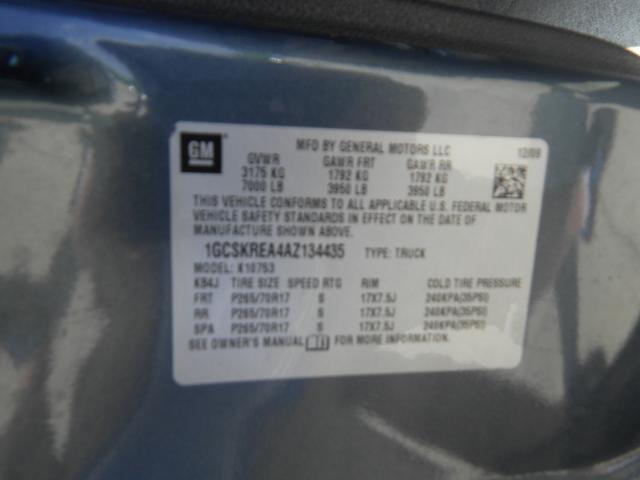 GM
MFD BY GENERAL MOTORS LLC 12/09
GVWR GAWR FRT GAWR RR
3175 KG 1792 KG 1792 KG
7000 LB 3950 LB 3950 LB
THIS VEHICLE CONFORMS TO ALL APPLICABLE U.S. FEDERAL MOTOR
VEHICLE SAFETY STANDARDS IN EFFECT ON THE DATE OF
MANUFACTURE SHOWN ABOVE.
1GCSKREA4AZ134435 TYPE: TRUCK
MODEL: K10753
KB4J TIRE SIZE SPEED RTG RIM COLD TIRE PRESSURE
FRT P265/70R17 S 17X7.5J 240KPA(35PSI)
RR P265/70R17 S 17X7.5J 240KPA(35PSI)
SPA P265/70R17 S 17X7.5J 240KPA(35PSI)
SEE OWNER'S MANUAL FOR MORE INFORMATION.